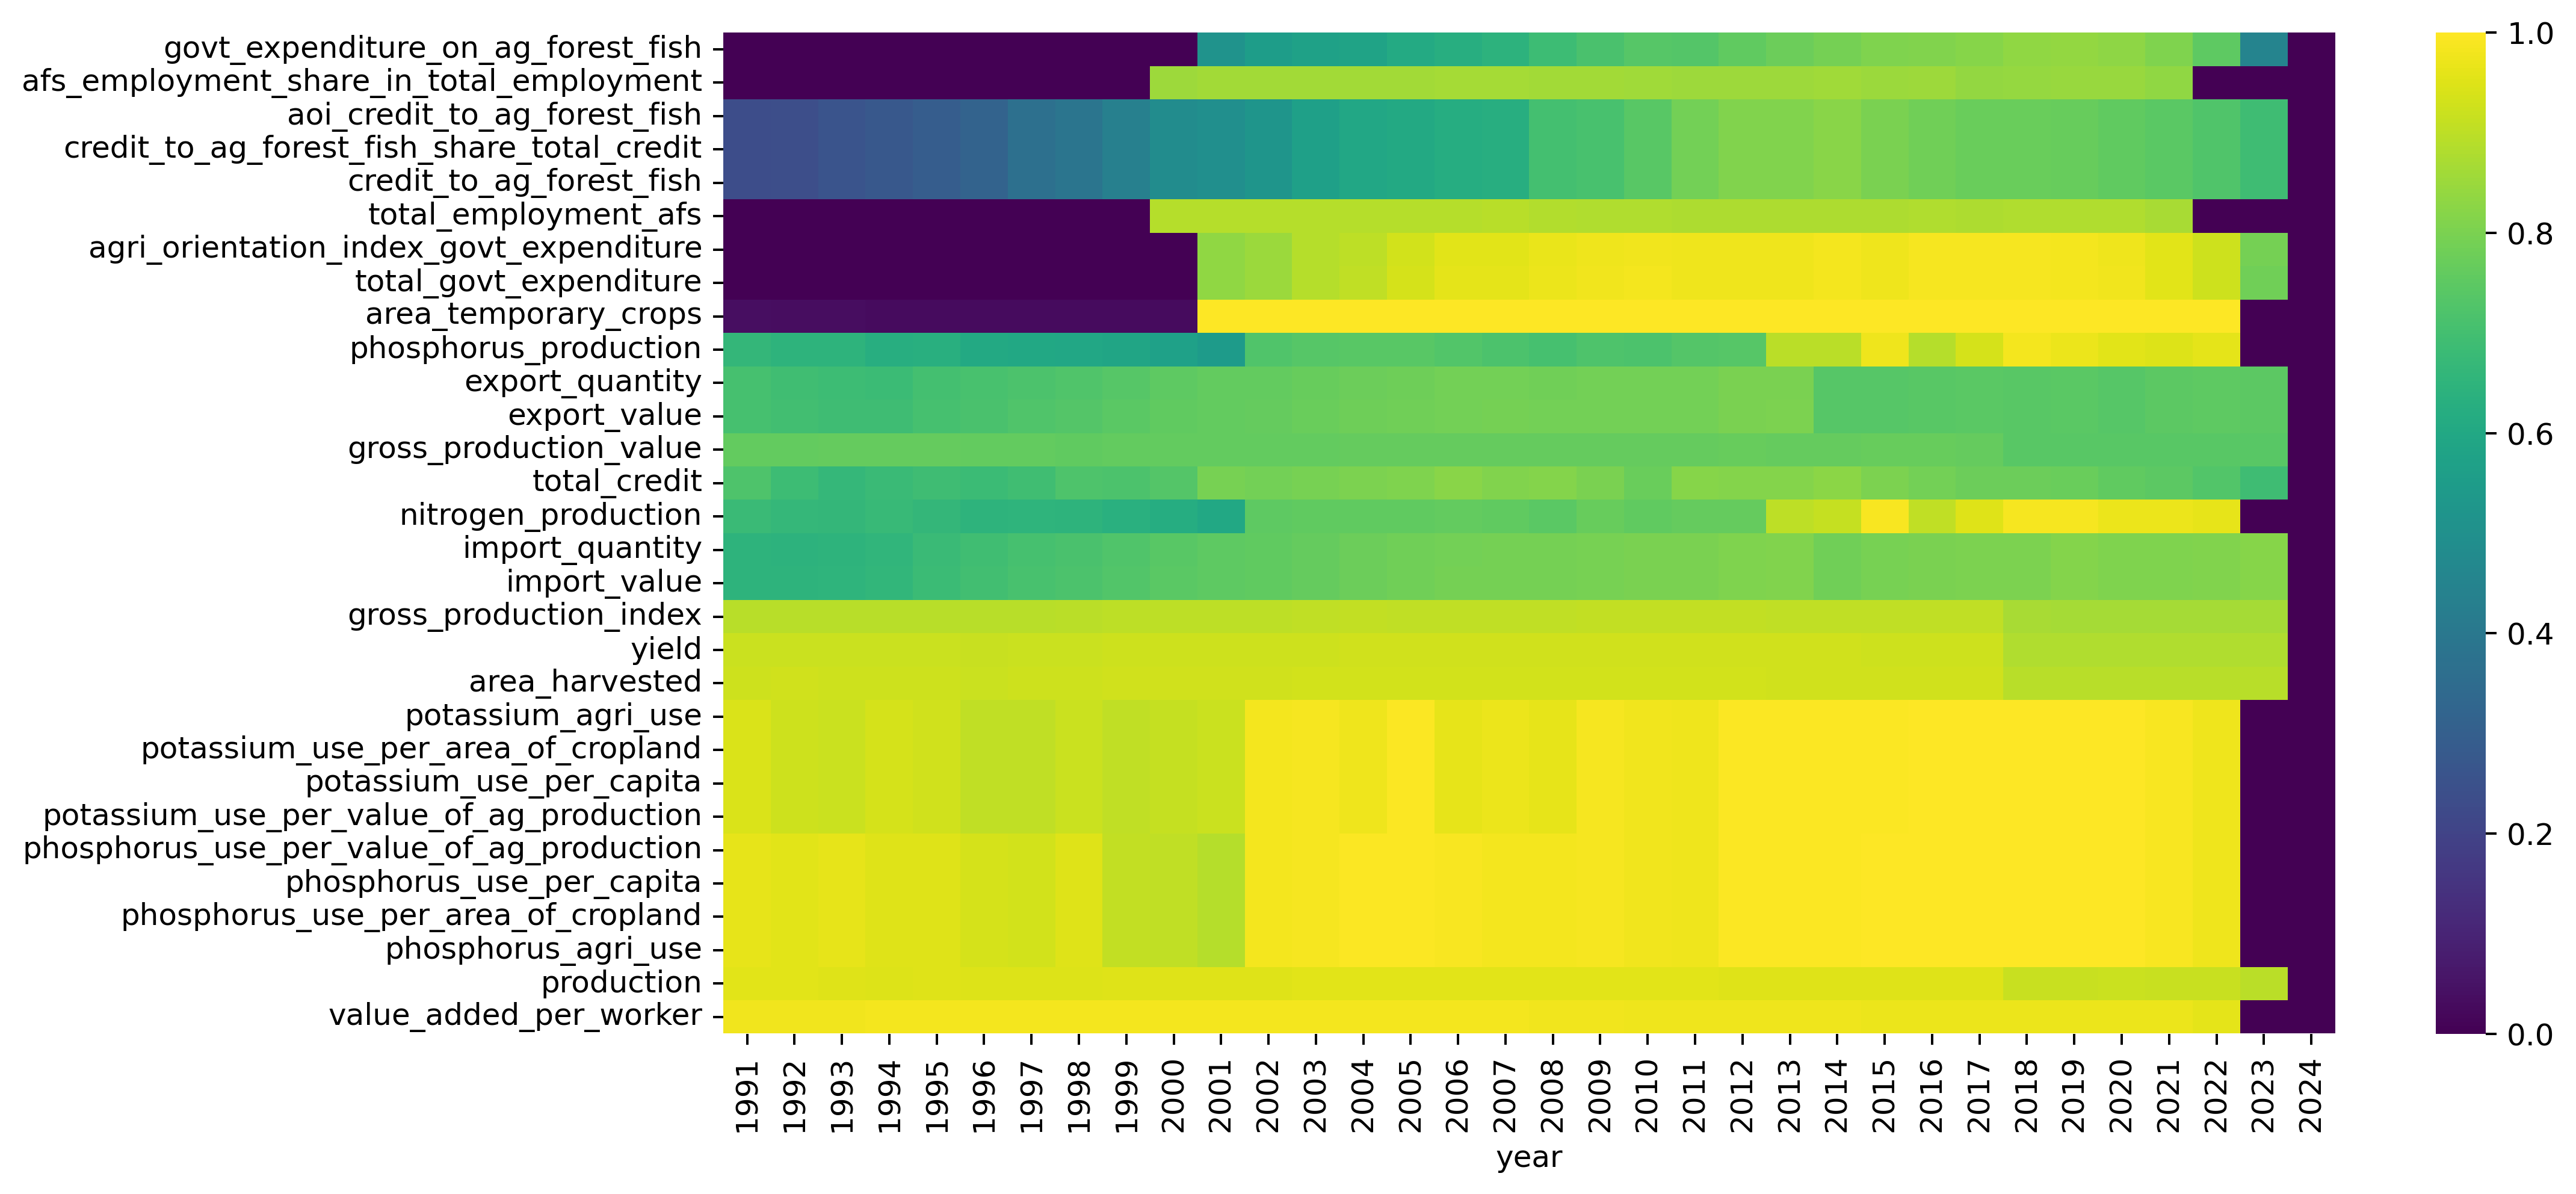 govt_expenditure_on_ag_forest_fish
afs_employment_share_in_total_employment
aoi_credit_to_ag_forest_fish
credit_to_ag_forest_fish_share_total_credit
credit_to_ag_forest_fish
total_employment_afs
agri_orientation_index_govt_expenditure
total_govt_expenditure
area_temporary_crops
phosphorus_production
export_quantity
export_value
gross_production_value
total_credit
nitrogen_production
import_quantity
import_value
gross_production_index
yield
area_harvested
potassium_agri_use
potassium_use_per_area_of_cropland
potassium_use_per_capita
potassium_use_per_value_of_ag_production
phosphorus_use_per_value_of_ag_production
phosphorus_use_per_capita
phosphorus_use_per_area_of_cropland
phosphorus_agri_use
production
value_added_per_worker
1991
1992
1993
1994
1995
1996
1997
1998
1999
2000
2001
2002
2003
2004
2005
2006
2007
2008
2009
2010
2011
2012
2013
2014
2015
2016
2017
2018
2019
2020
2021
2022
2023
2024
year
1.0
0.8
0.6
0.4
0.2
0.0